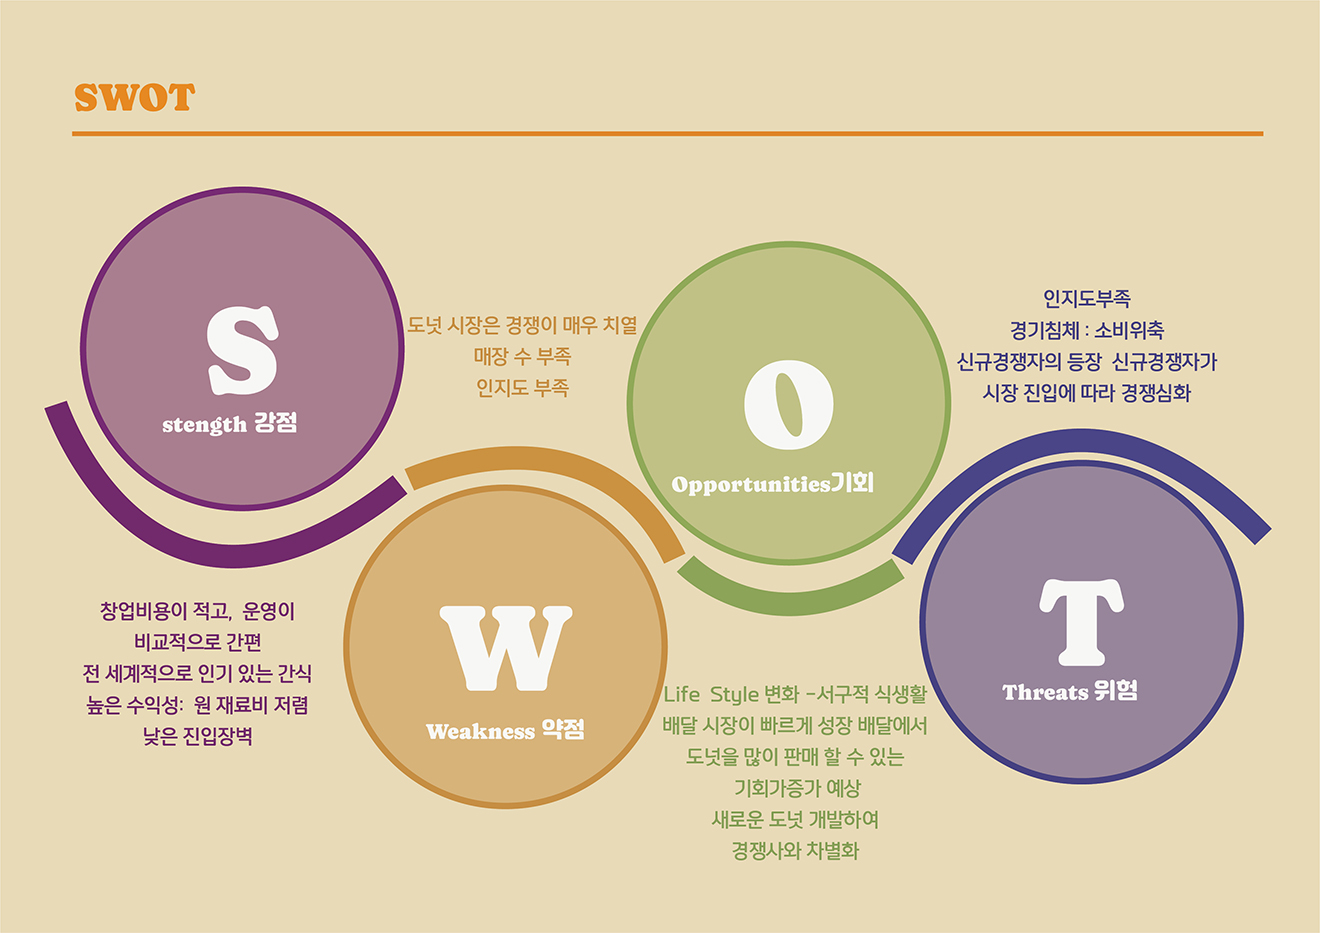 SWOT
S
stength 강점
창업비용이 적고, 운영이
비교적으로 간편
전 세계적으로 인기 있는 간식
높은 수익성: 원 재료비 저렴
낮은 진입장벽
도넛 시장은 경쟁이 매우 치열
매장 수 부족
인지도 부족
W
Weakness 약점
O
Opportunities기회
Life Style 변화 -서구적 식생활
배달 시장이 빠르게 성장 배달에서
도넛을 많이 판매 할 수 있는
기회가증가 예상
새로운 도넛 개발하여
경쟁사와 차별화
인지도부족
경기침체 : 소비위축
신규경쟁자의 등장 신규경쟁자가
시장 진입에 따라 경쟁심화
T
Threats 위험